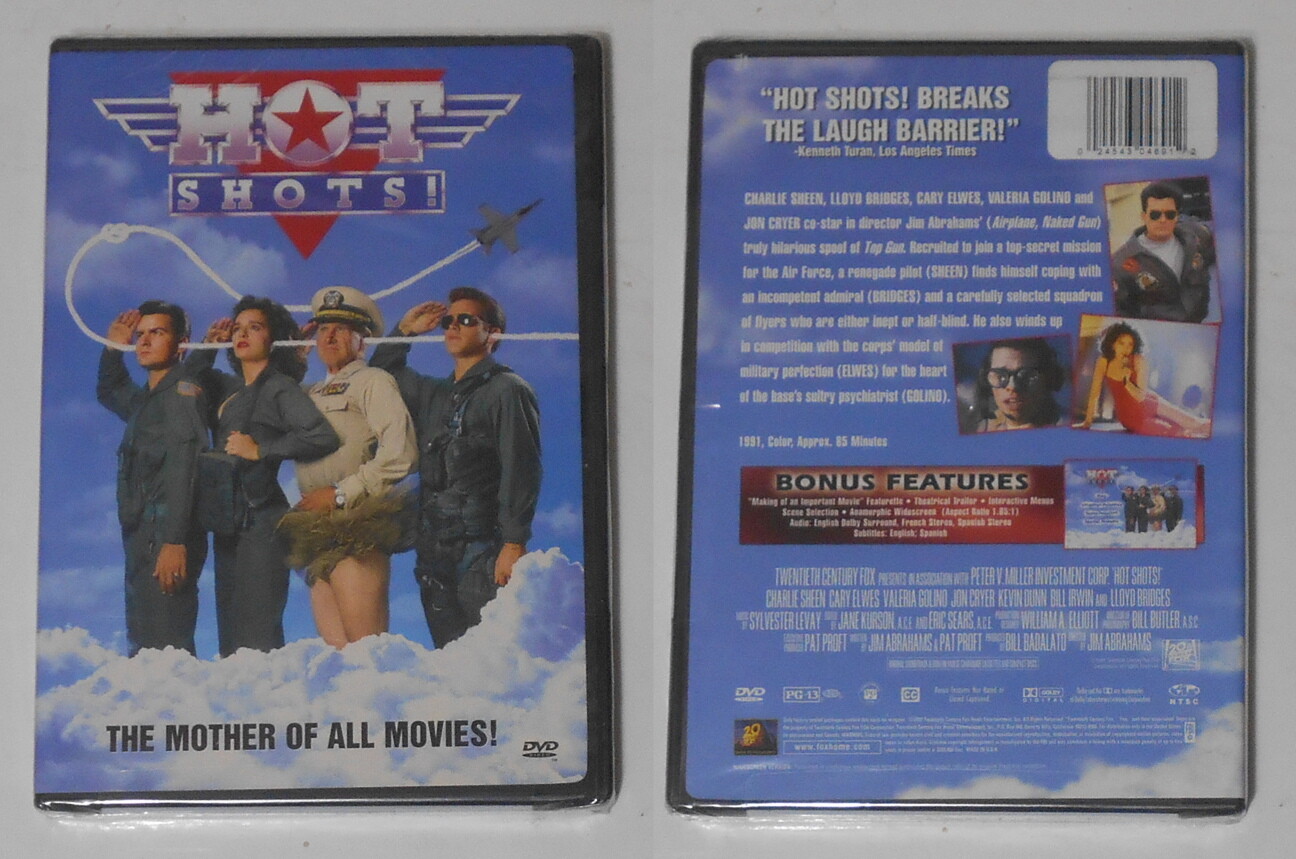 HOT
SHOTS!
THE MOTHER OF ALL MOVIES!
DVD
VIDEO
"HOT SHOTS! BREAKS
THE LAUGH BARRIER!"
-Kenneth Turan, Los Angeles Times
CHARLIE SHEEN, LLOYD BRIDGES, CARY ELWES, VALERIA GOLINO and
JON CRYER co-star in director Jim Abrahams' (Airplane, Naked Gun)
truly hilarious spoof of Top Gun. Recruited to join a top-secret mission
for the Air Force, a renegade pilot (SHEEN) finds himself coping with
an incompetent admiral (BRIDGES) and a carefully selected squadron
of flyers who are either inept or half-blind. He also winds up
in competition with the corps' model of
military perfection (ELWES) for the heart
of the base's sultry psychiatrist (GOLINO).
1991, Color, Approx. 85 Minutes
BONUS FEATURES
"Making of an Important Movie" Featurette • Theatrical Trailer • Interactive Menus
Scene Selection • Anamorphic Widescreen (Aspect Ratio 1.85:1)
Audio: English Dolby Surround, French Stereo, Spanish Stereo
Subtitles: English, Spanish
HOT
TWENTIETH CENTURY FOX PRESENTS IN ASSOCIATION WITH PETER V. MILLER INVESTMENT CORP. 'HOT SHOTS!'
CHARLIE SHEEN CARY ELWES VALERIA GOLINO JON CRYER KEVIN DUNN BILL IRWIN AND LLOYD BRIDGES
SYLVESTER LEVAY JANE KURSON, A.C.E. AND ERIC SEARS, A.C.E. WILLIAM A. ELLIOTT BILL BUTLER A.S.C.
PAT PROFT JIM ABRAHAMS & PAT PROFT BILL BADALATO JIM ABRAHAMS
DVD
VIDEO
PG-13
CC
DOLBY
DIGITAL
NTSC
20
www.foxhome.com
WIDESCREEN VERSION